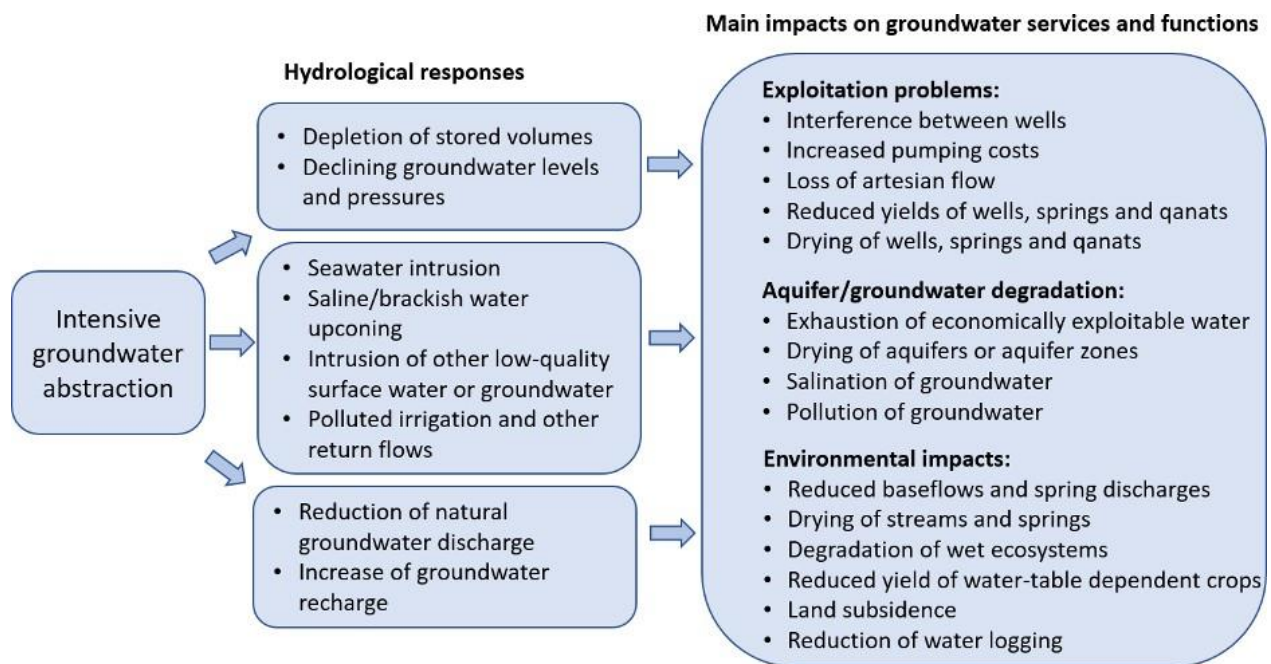 Main impacts on groundwater services and functions
Hydrological responses
Intensive
groundwater
abstraction
• Depletion of stored volumes
• Declining groundwater levels
and pressures
• Seawater intrusion
• Saline/brackish water
upconing
• Intrusion of other low-quality
surface water or groundwater
• Polluted irrigation and other
return flows
• Reduction of natural
groundwater discharge
• Increase of groundwater
recharge
Exploitation problems:
• Interference between wells
• Increased pumping costs
• Loss of artesian flow
• Reduced yields of wells, springs and qanats
• Drying of wells, springs and qanats
Aquifer/groundwater degradation:
• Exhaustion of economically exploitable water
• Drying of aquifers or aquifer zones
• Salination of groundwater
• Pollution of groundwater
Environmental impacts:
• Reduced baseflows and spring discharges
• Drying of streams and springs
• Degradation of wet ecosystems
• Reduced yield of water-table dependent crops
• Land subsidence
• Reduction of water logging